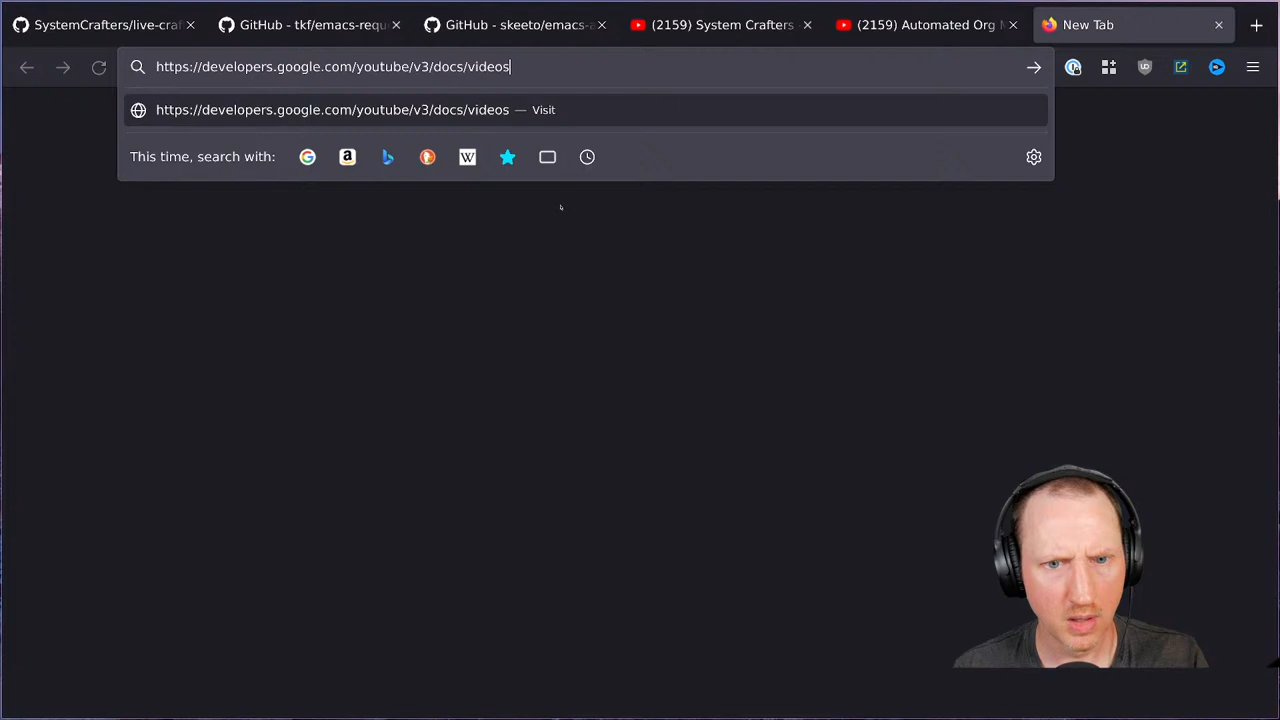 SystemCrafters/live-craf
GitHub - tkf/emacs-requ
GitHub - skeeto/emacs-a
(2159) System Crafters -
(2159) Automated Org M
New Tab
https://developers.google.com/youtube/v3/docs/videos
https://developers.google.com/youtube/v3/docs/videos — Visit
This time, search with: